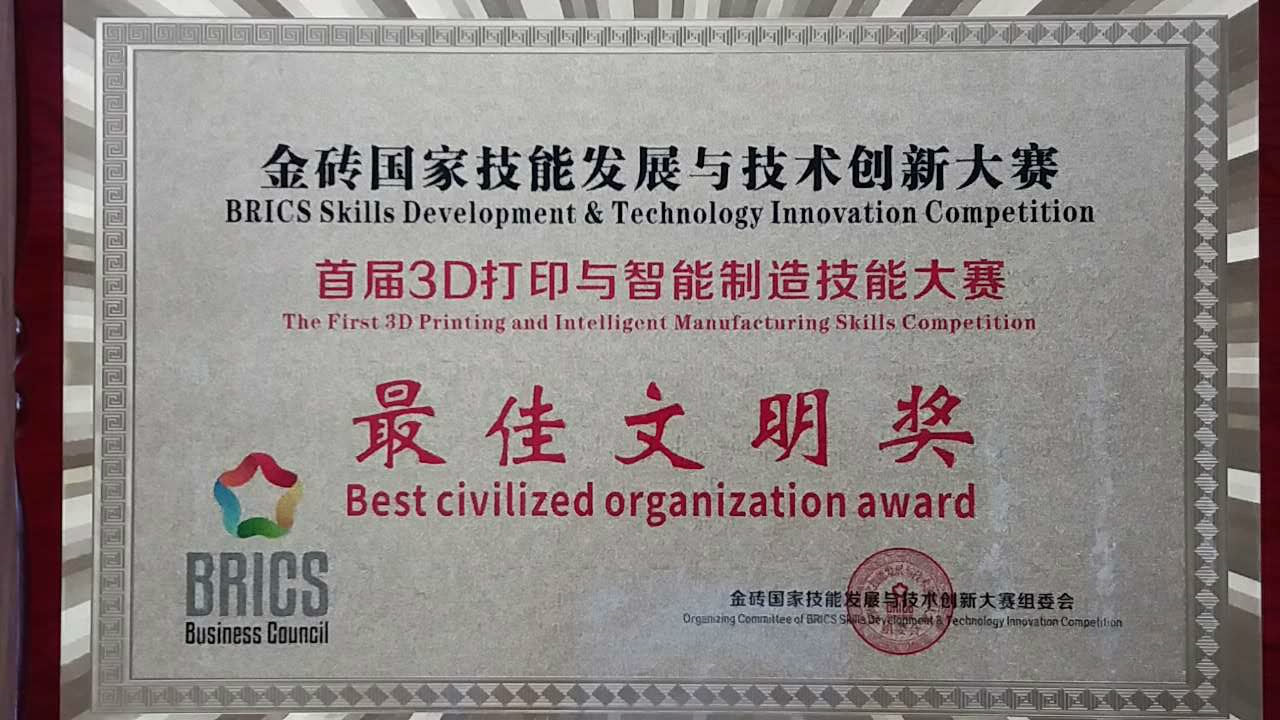 金砖国家技能发展与技术创新大赛
BRICS Skills Development & Technology Innovation Competition
首届3D打印与智能制造技能大赛
The First 3D Printing and Intelligent Manufacturing Skills Competition
最佳文明奖
Best civilized organization award
BRICS
Business Council
金砖国家技能发展与技术创新大赛组委会
Organizing Committee of BRICS Skills Development & Technology Innovation Competition